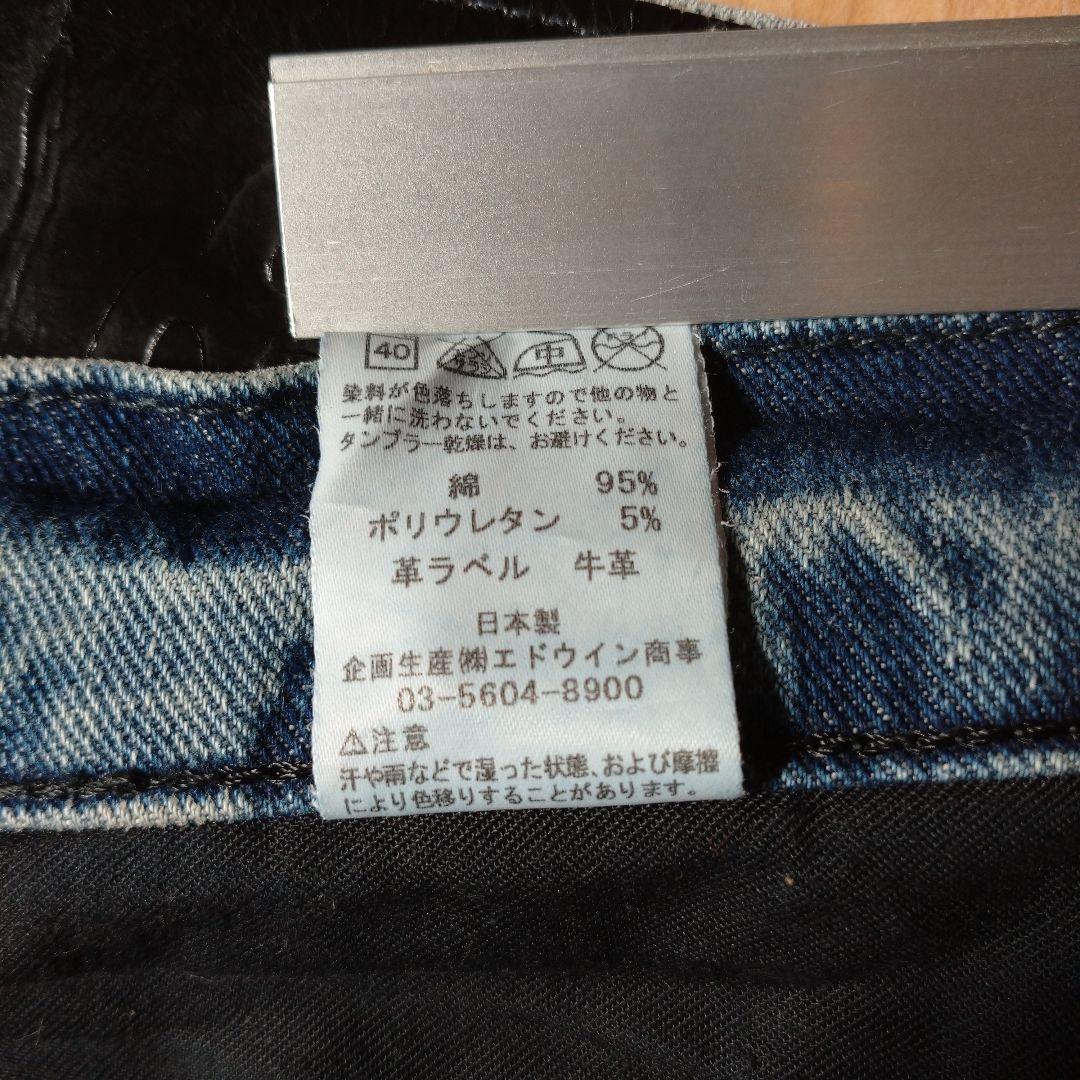 40
中
染料が色落ちしますので他の物と
一緒に洗わないでください。
タンブラー乾燥は、お避けください。
綿 95%
ポリウレタン 5%
革ラベル 牛革
日本製
企画生産㈱エドウイン商事
03-5604-8900
⚠注意
汗や雨などで湿った状態、および摩擦
により色移りすることがあります。